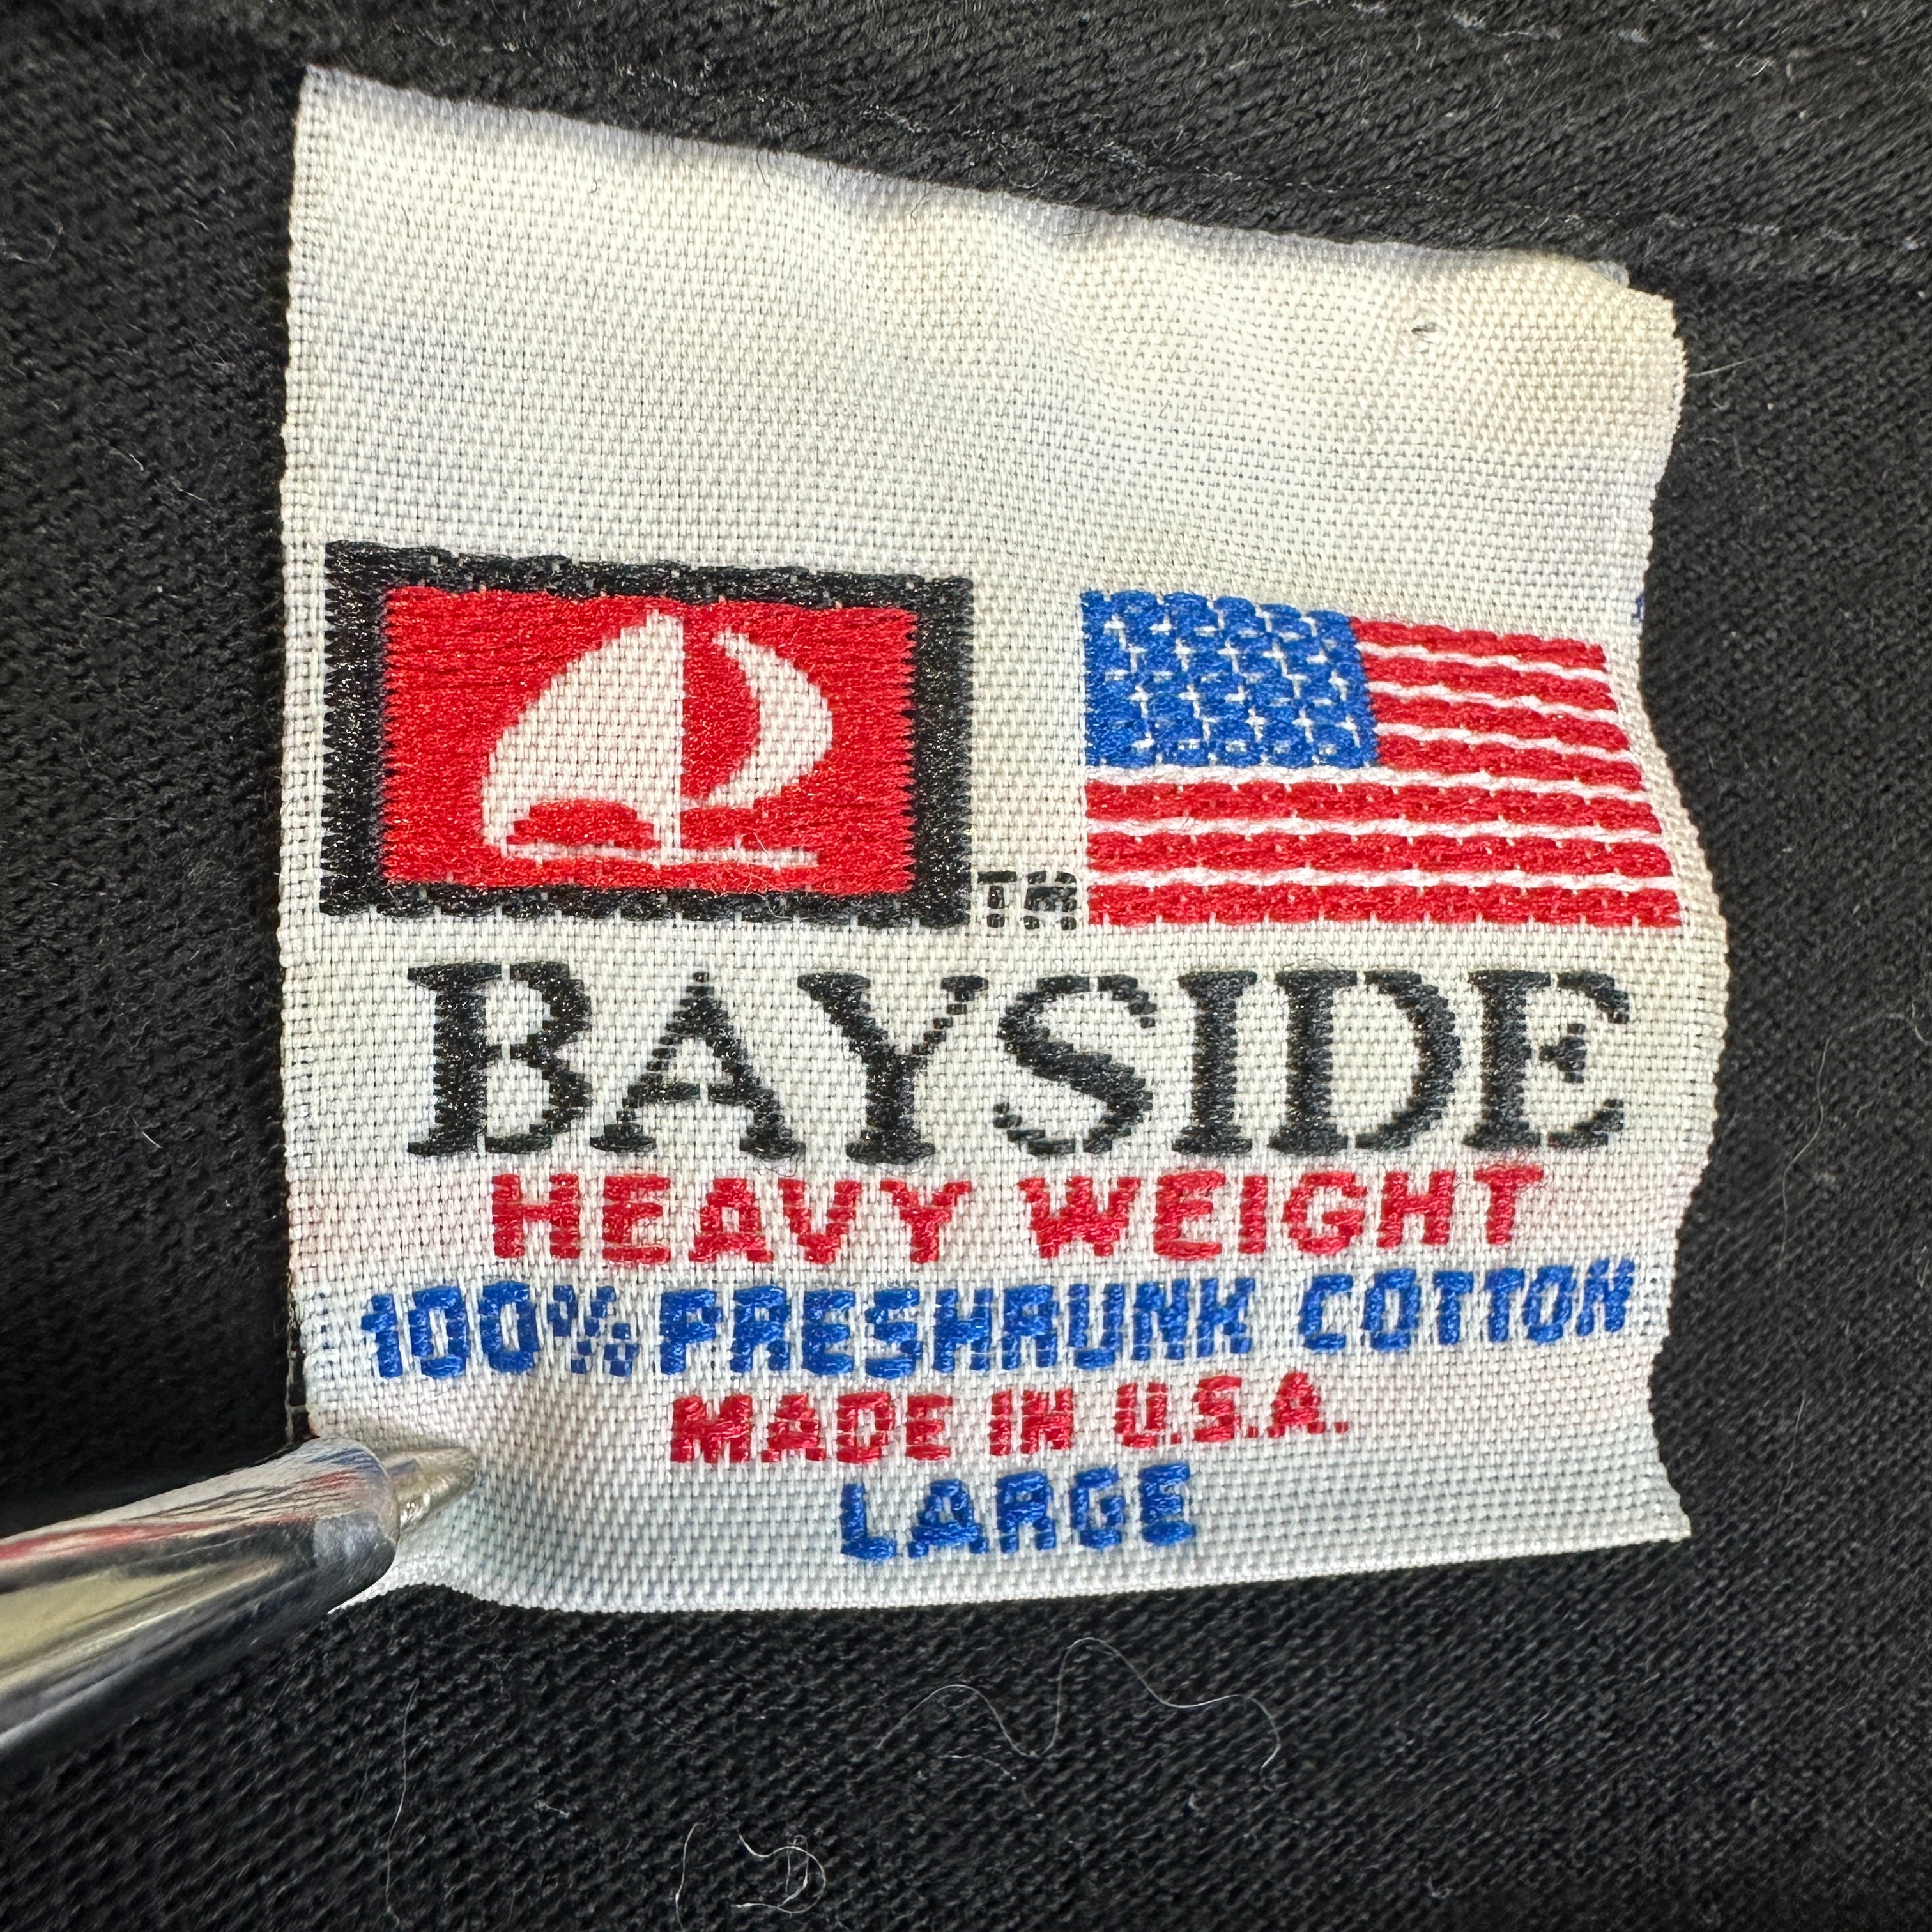 TM
BAYSIDE
HEAVY WEIGHT
100% PRESHRUNK COTTON
MADE IN U.S.A.
LARGE